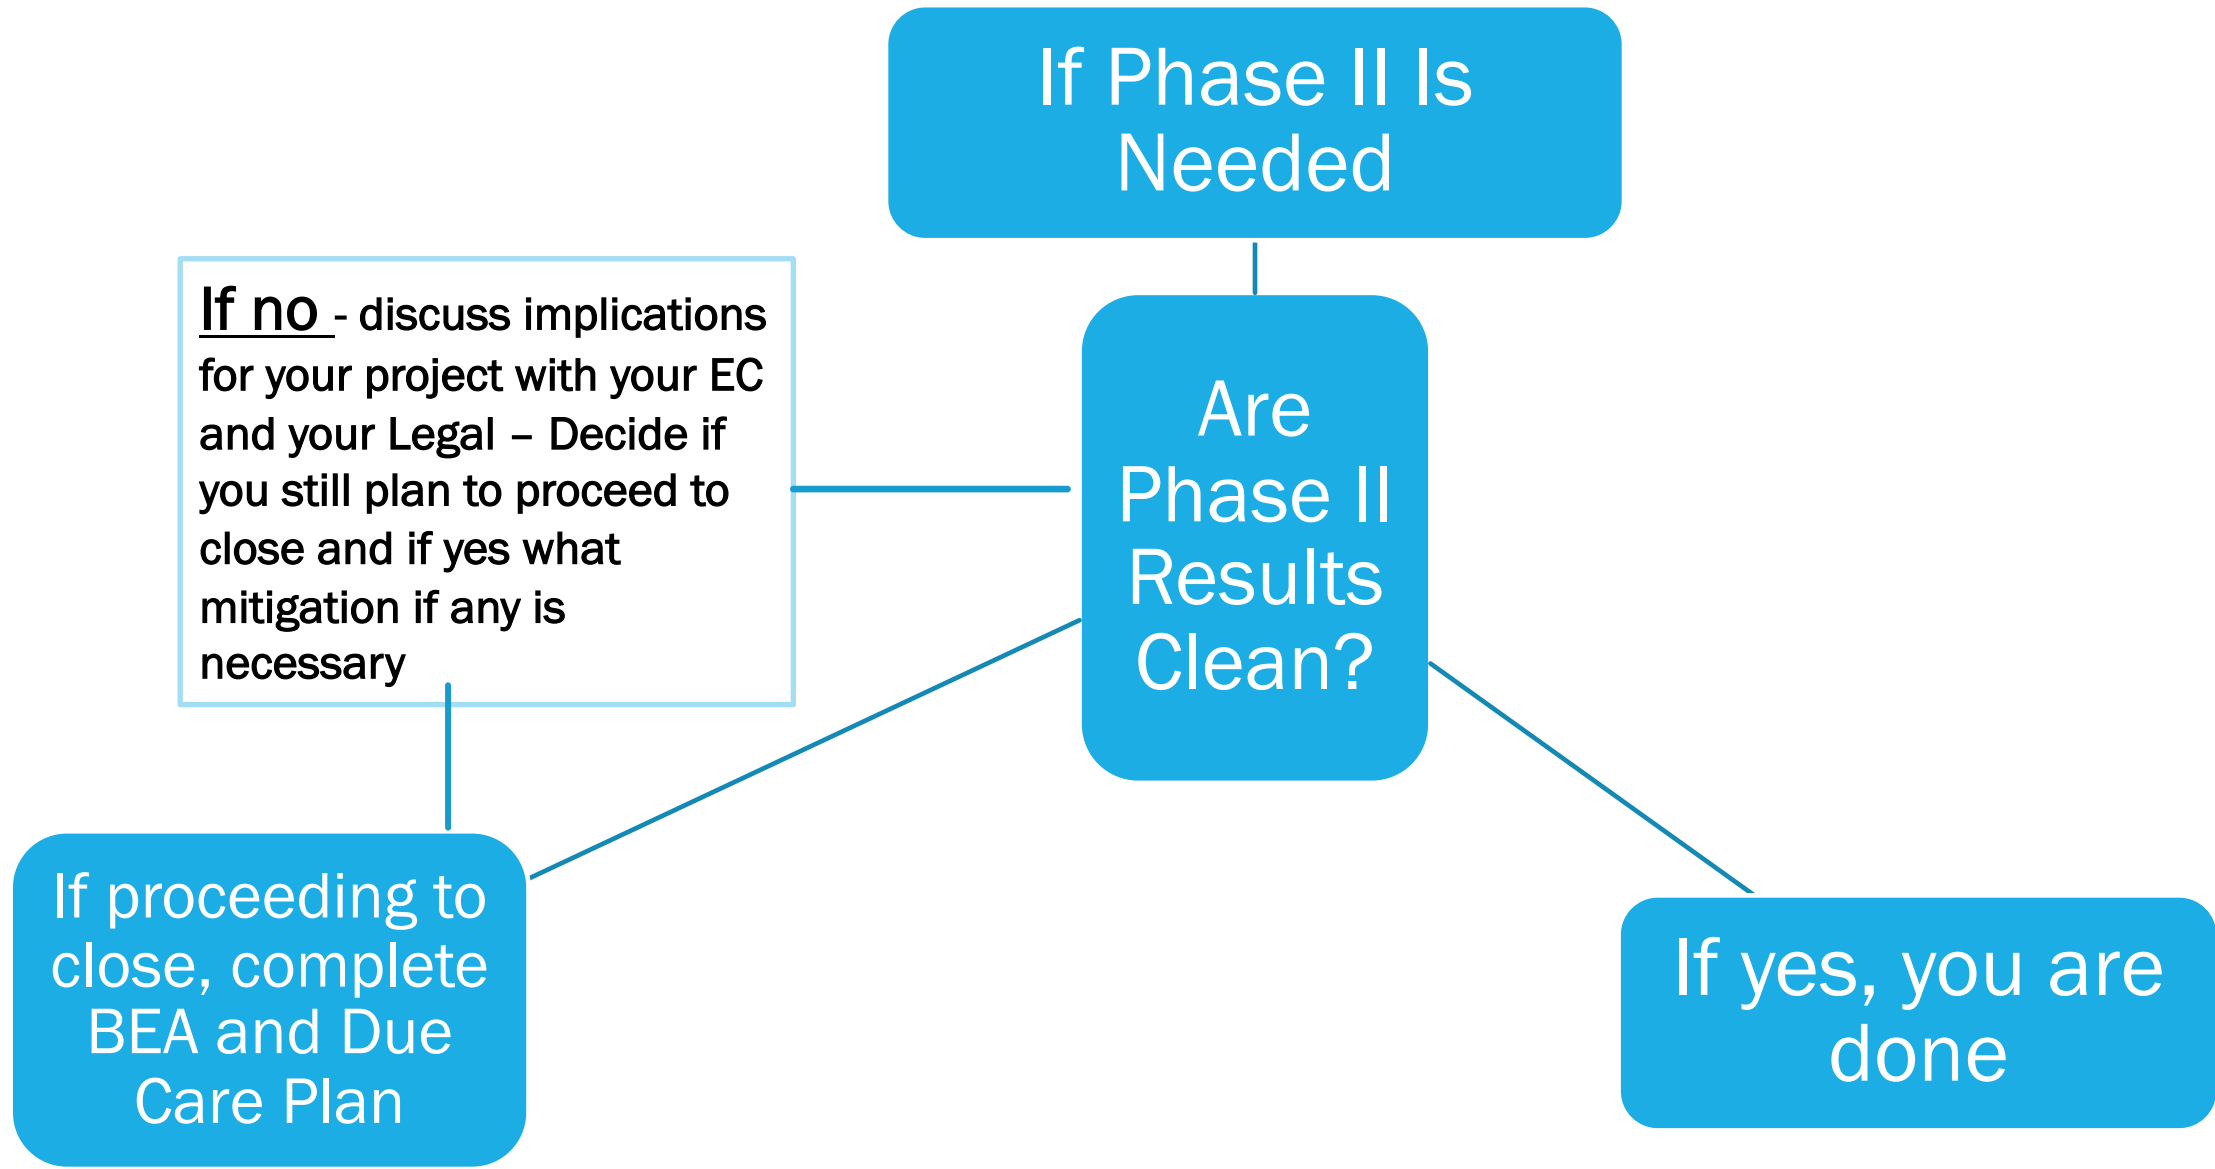 If Phase II Is
Needed
If no - discuss implications
for your project with your EC
and your Legal – Decide if
you still plan to proceed to
close and if yes what
mitigation if any is
necessary
Are
Phase II
Results
Clean?
If proceeding to
close, complete
BEA and Due
Care Plan
If yes, you are
done